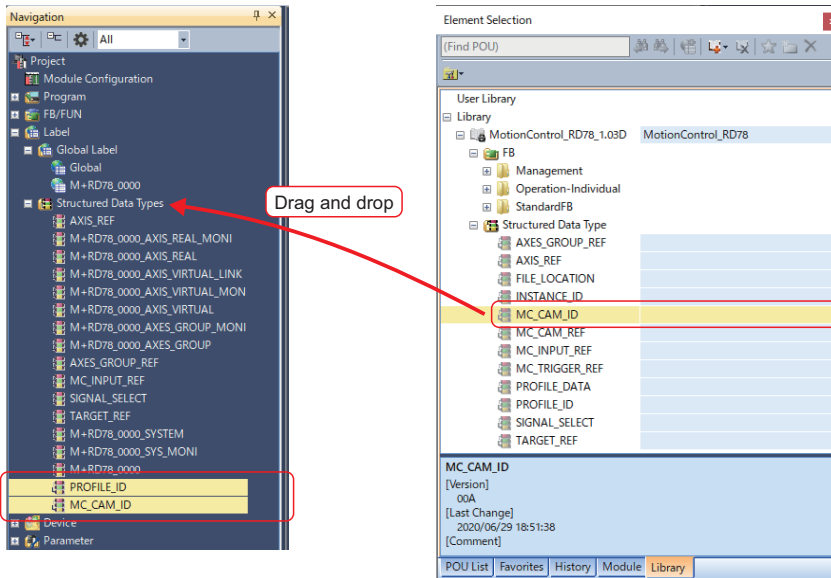 Navigation
All
Project
Module Configuration
Program
FB/FUN
Label
Global Label
Global
M+RD78_0000
Structured Data Types
AXIS_REF
M+RD78_0000_AXIS_REAL_MONI
M+RD78_0000_AXIS_REAL
M+RD78_0000_AXIS_VIRTUAL_LINK
M+RD78_0000_AXIS_VIRTUAL_MON
M+RD78_0000_AXIS_VIRTUAL
M+RD78_0000_AXES_GROUP_MONI
M+RD78_0000_AXES_GROUP
AXES_GROUP_REF
MC_INPUT_REF
SIGNAL_SELECT
TARGET_REF
M+RD78_0000_SYSTEM
M+RD78_0000_SYS_MONI
M+RD78_0000
PROFILE_ID
MC_CAM_ID
Device
Parameter
Drag and drop
Element Selection
(Find POU)
User Library
Library
MotionControl_RD78_1.03D MotionControl_RD78
FB
Management
Operation-Individual
StandardFB
Structured Data Type
AXES_GROUP_REF
AXIS_REF
FILE_LOCATION
INSTANCE_ID
MC_CAM_ID
MC_CAM_REF
MC_INPUT_REF
MC_TRIGGER_REF
PROFILE_DATA
PROFILE_ID
SIGNAL_SELECT
TARGET_REF
MC_CAM_ID
[Version]
00A
[Last Change]
2020/06/29 18:51:38
[Comment]
POU List Favorites History Module Library